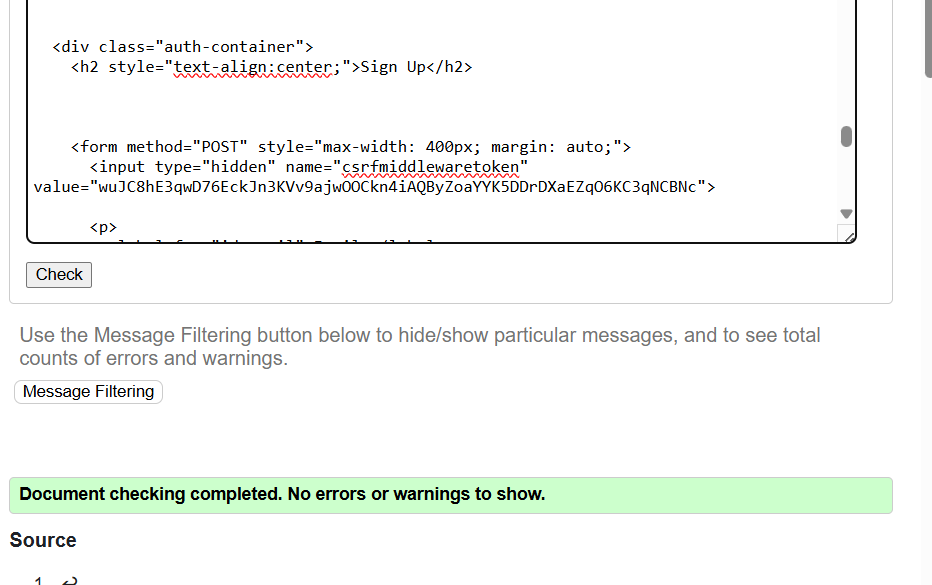 <div class="auth-container">
<h2 style="text-align:center;">Sign Up</h2>
<form method="POST" style="max-width: 400px; margin: auto;">
<input type="hidden" name="csrfmiddlewaretoken"
value="wuJC8hE3qwD76EckJn3KVv9ajwOOCkn4iAQByZoaYYK5DDrDXaEZqO6KC3qNCBNc">
<p>
Check
Use the Message Filtering button below to hide/show particular messages, and to see total
counts of errors and warnings.
Message Filtering
Document checking completed. No errors or warnings to show.
Source
1 ↩